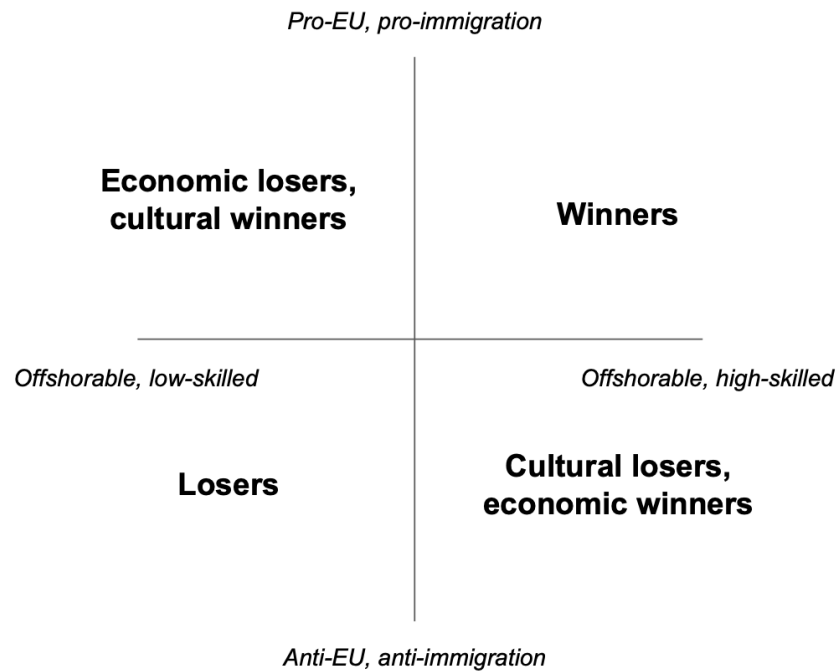 Pro-EU, pro-immigration
Economic losers,
cultural winners
Winners
Offshorable, low-skilled
Offshorable, high-skilled
Losers
Cultural losers,
economic winners
Anti-EU, anti-immigration